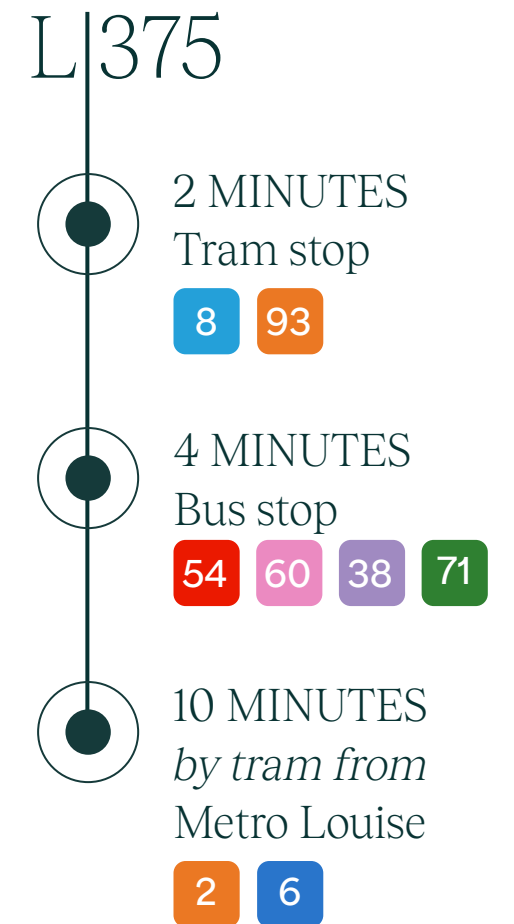 L 375
2 MINUTES
Tram stop
8 93
4 MINUTES
Bus stop
54 60 38 71
10 MINUTES
by tram from
Metro Louise
2 6